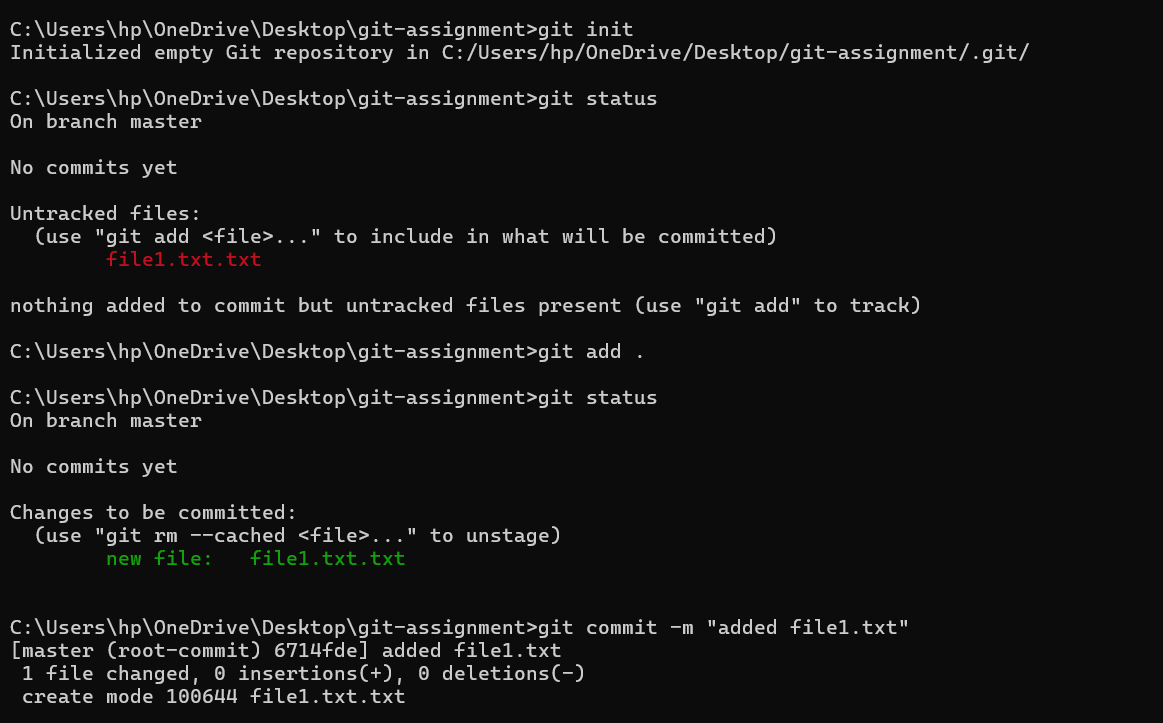 C:\Users\hp\OneDrive\Desktop\git-assignment>git init
Initialized empty Git repository in C:/Users/hp/OneDrive/Desktop/git-assignment/.git/
C:\Users\hp\OneDrive\Desktop\git-assignment>git status
On branch master
No commits yet
Untracked files:
  (use "git add <file>..." to include in what will be committed)
        file1.txt.txt
nothing added to commit but untracked files present (use "git add" to track)
C:\Users\hp\OneDrive\Desktop\git-assignment>git add .
C:\Users\hp\OneDrive\Desktop\git-assignment>git status
On branch master
No commits yet
Changes to be committed:
  (use "git rm --cached <file>..." to unstage)
        new file:   file1.txt.txt
C:\Users\hp\OneDrive\Desktop\git-assignment>git commit -m "added file1.txt"
[master (root-commit) 6714fde] added file1.txt
 1 file changed, 0 insertions(+), 0 deletions(-)
 create mode 100644 file1.txt.txt